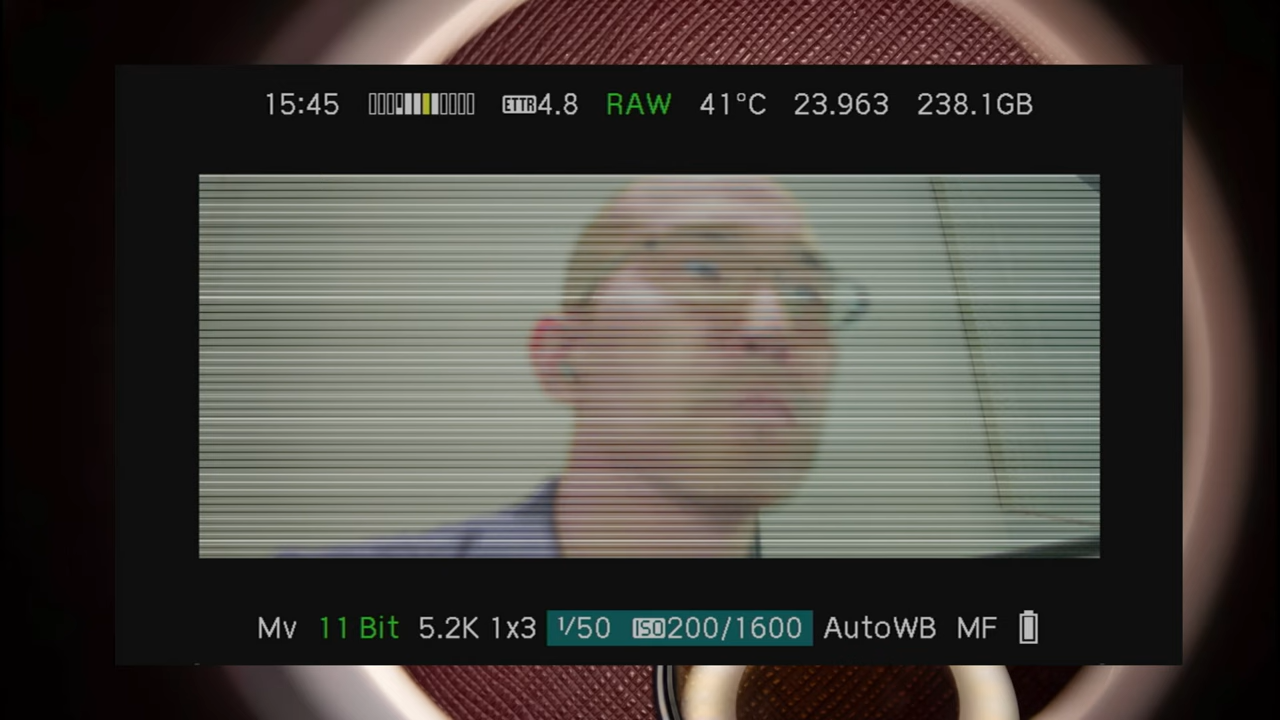 15:45 ETTR4.8 RAW 41°C 23.963 238.1GB
Mv 11 Bit 5.2K 1x3 1/50 ISO200/1600 AutoWB MF